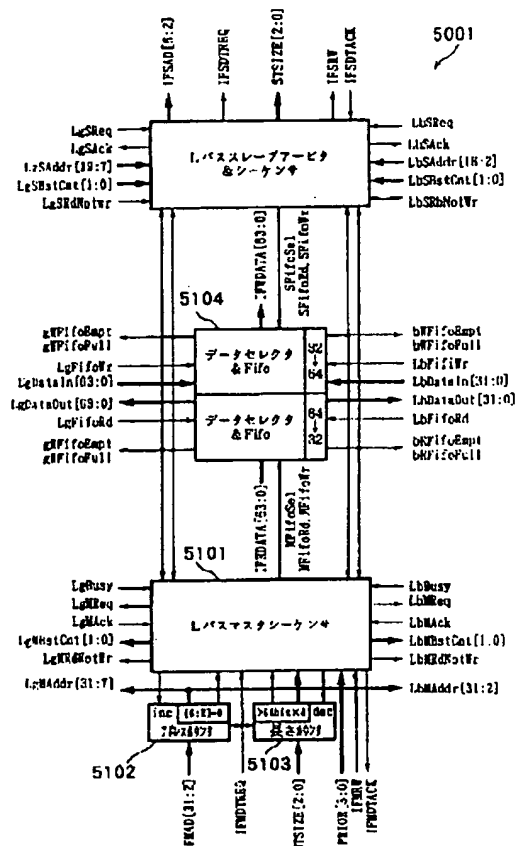 5001
IFSAD[6:2]
IFSDTREQ
STSIZE[2:0]
IFSRW
IFSDTACK
LgSReq
LgSAck
LgSAddr[18:7]
LgSBstCnt[1:0]
LgSRdNotWr
Lバススレーブアービタ
&シーケンサ
LbSReq
LbSAck
LbSAddr[18:2]
LbSBstCnt[1:0]
LbSRbNotWr
IFWDATA[63:0]
SFifoSel
SFifoRd, SFifoWr
5104
gWFifoEmpt
gWFifoFull
LgFifoWr
LgDataIn[63:0]
LgDataOut[63:0]
LgFifoRd
gRFifoEmpt
データセレクタ
&Fifo
32
64
データセレクタ
&Fifo
64
32
bWFifoEmpt
bWFifoFull
LbFifiWr
LbDataIn[31:0]
LbDataOut[31:0]
LbFifoRd
bRFifoEmpt
bRFifoFull
IFRDATA[63:0]
MFifoSel
MFifoRd, MFifoWr
5101
LgBusy
LgMReq
LgMAck
LgMBstCnt[1:0]
LgMRdNotWr
LgMAddr[31:7]
Lバスマスタシーケンサ
LbBusy
LbMReq
LbMAck
LbMBstCnt[1:0]
LbMRdNotWr
LbMAddr[31:2]
inc
アドレスカウンタ
5102
dec
長さカウンタ
5103
FMAD[31:2]
IFMDTREQ
TSIZE[2:0]
PRIOR[3:0]
IFMRW
IFMDTACK